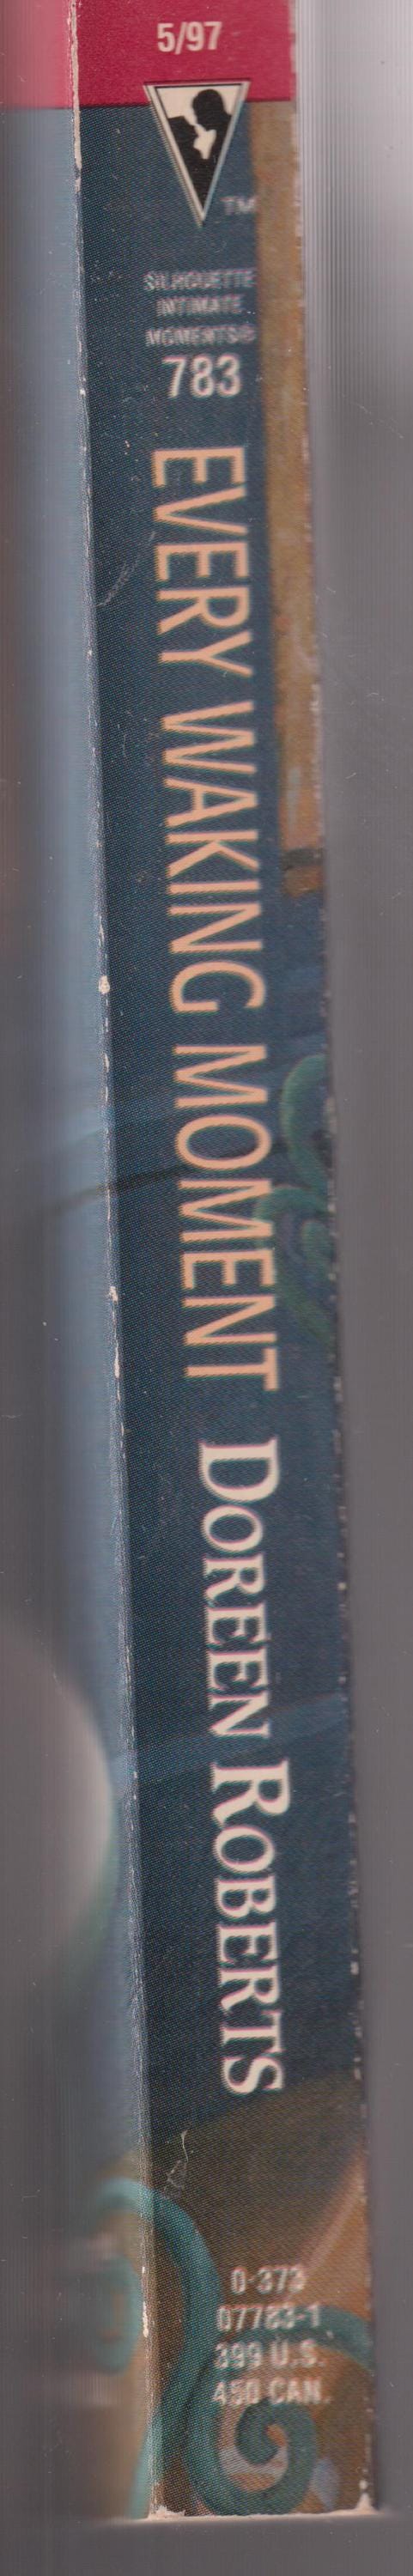 5/97
TM
SILHOUETTE
INTIMATE
MOMENTS®
783
EVERY WAKING MOMENT DOREEN ROBERTS
0-373
07783-1
399 U.S.
450 CAN.